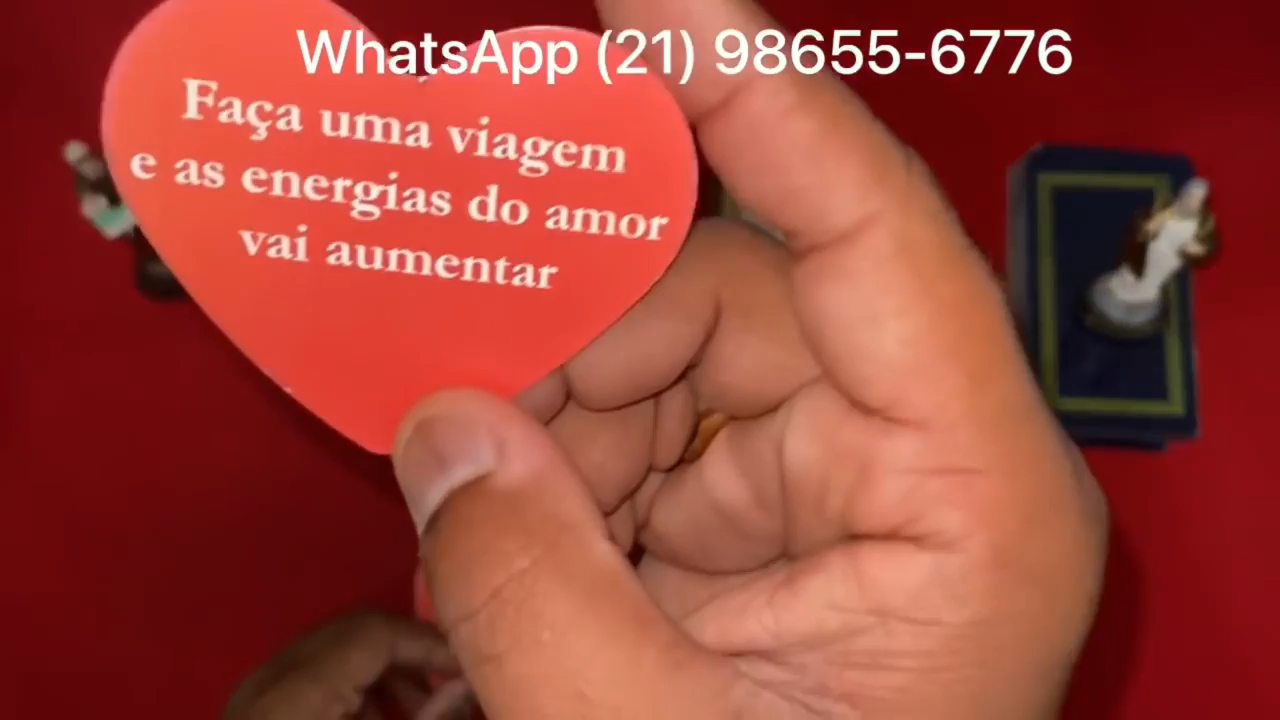 WhatsApp (21) 98655-6776
Faça uma viagem
e as energias do amor
vai aumentar